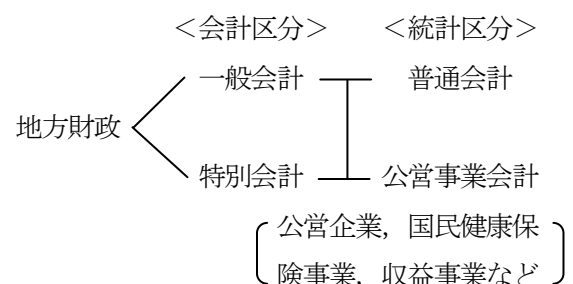 ＜会計区分＞ ＜統計区分＞
一般会計 普通会計
地方財政
特別会計 公営事業会計
公営企業，国民健康保
険事業，収益事業など